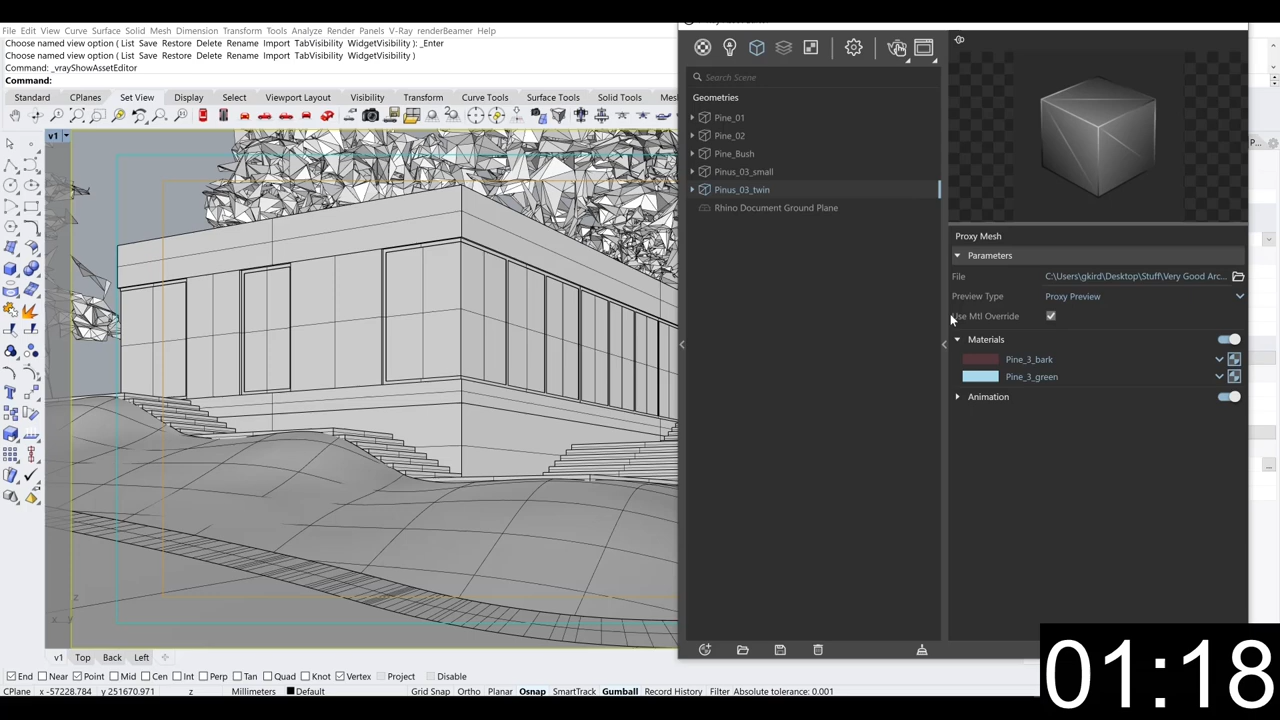 File Edit View Curve Surface Solid Mesh Dimension Transform Tools Analyze Render Panels V-Ray renderBeamer Help
Choose named view option ( List Save Restore Delete Rename Import TabVisibility WidgetVisibility ): _Enter
Choose named view option ( List Save Restore Delete Rename Import TabVisibility WidgetVisibility )
Command: _vrayShowAssetEditor
Command:
Standard CPlanes Set View Display Select Viewport Layout Visibility Transform Curve Tools Surface Tools Solid Tools
v1
Search Scene
Geometries
Pine_01
Pine_02
Pine_Bush
Pinus_03_small
Pinus_03_twin
Rhino Document Ground Plane
Proxy Mesh
Parameters
File C:\Users\gkird\Desktop\Stuff\Very Good Arc...
Preview Type Proxy Preview
Use Mtl Override
Materials
Pine_3_bark
Pine_3_green
Animation
P...
...
z
x y
v1 Top Back Left
End Near Point Mid Cen Int Perp Tan Quad Knot Vertex Project Disable
CPlane x -57228.784 y 251670.971 z Millimeters Default Grid Snap Ortho Planar Osnap SmartTrack Gumball Record History Filter Absolute tolerance: 0.001
01:18